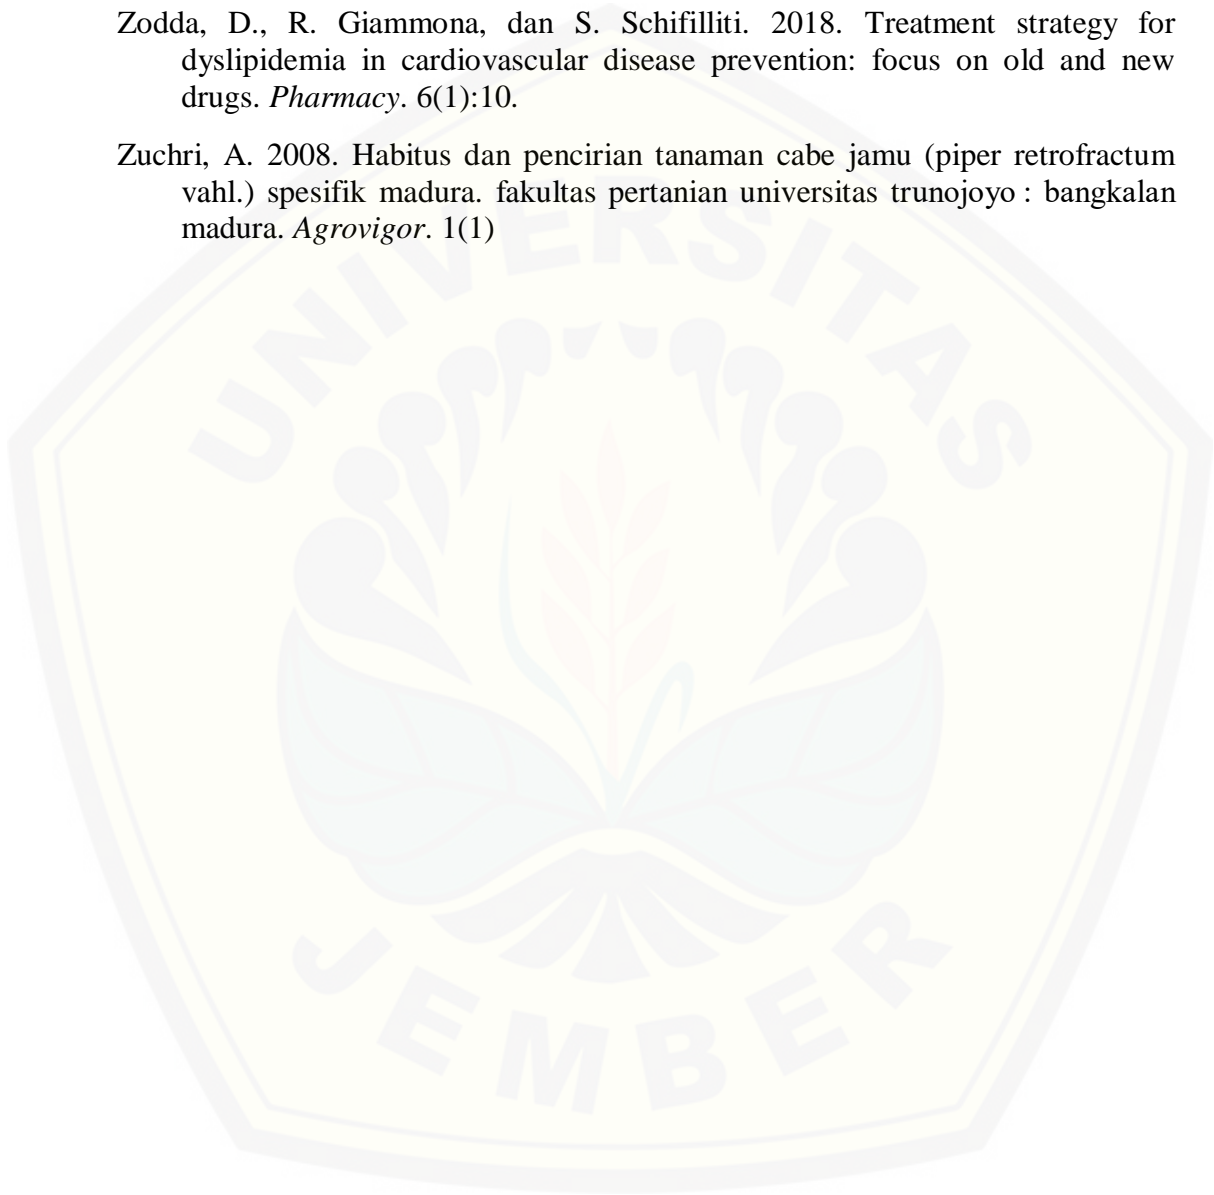 Zodda, D., R. Giammona, dan S. Schifilliti. 2018. Treatment strategy for
dyslipidemia in cardiovascular disease prevention: focus on old and new
drugs. Pharmacy. 6(1):10.
Zuchri, A. 2008. Habitus dan pencirian tanaman cabe jamu (piper retrofractum
vahl.) spesifik madura. fakultas pertanian universitas trunojoyo : bangkalan
madura. Agrovigor. 1(1)
UNIVERSITAS
JEMBER